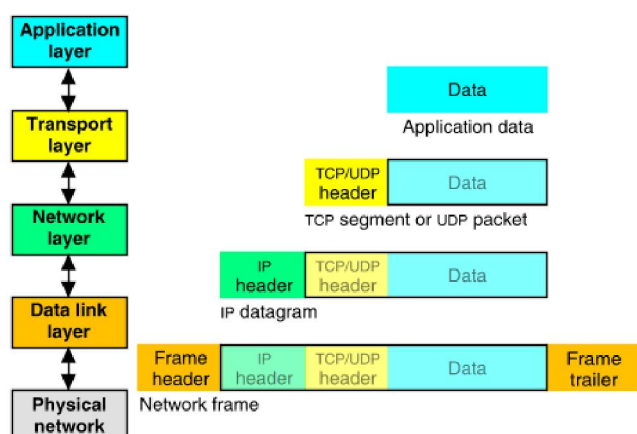 Application
layer
Data
Application data
Transport
layer
TCP/UDP
header
Data
TCP segment or UDP packet
Network
layer
IP
header
TCP/UDP
header
Data
IP datagram
Data link
layer
Frame
header
IP
header
TCP/UDP
header
Data
Frame
trailer
Physical
network
Network frame